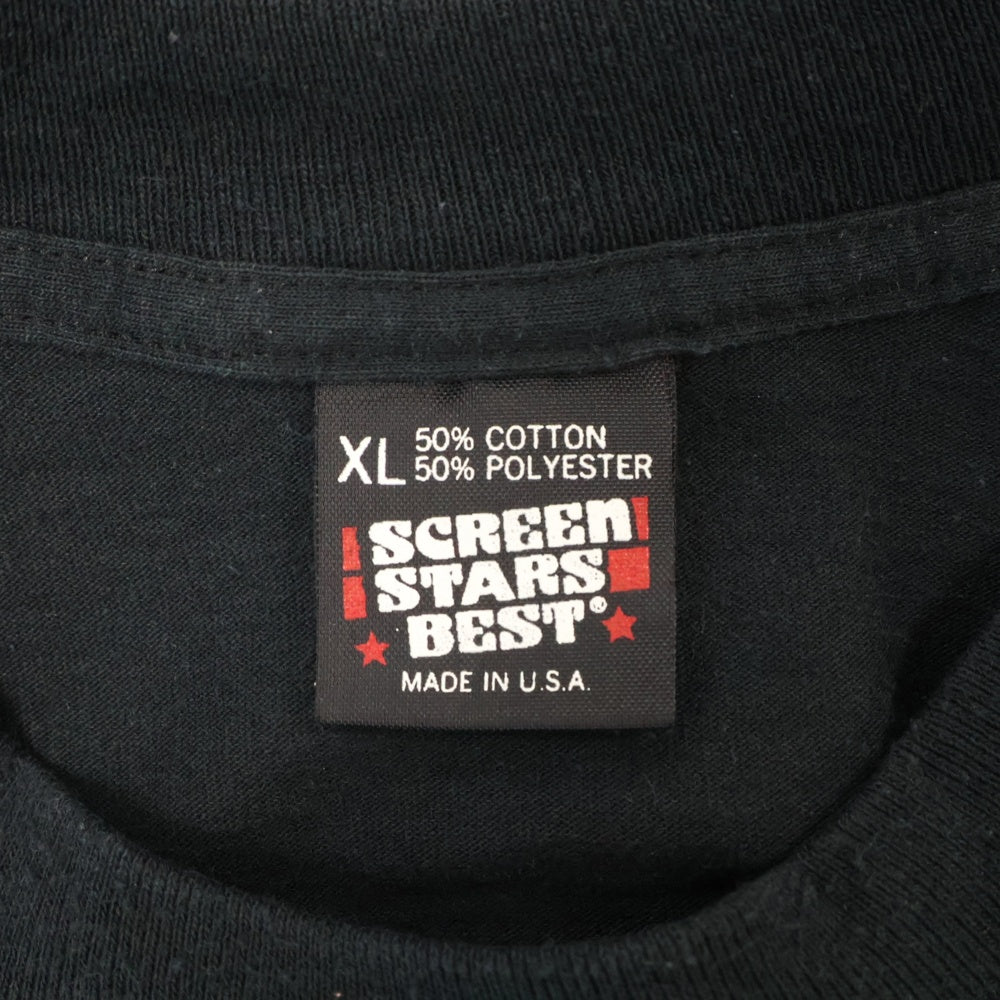 XL 50% COTTON
50% POLYESTER
SCREEN
STARS
BEST®
MADE IN U.S.A.